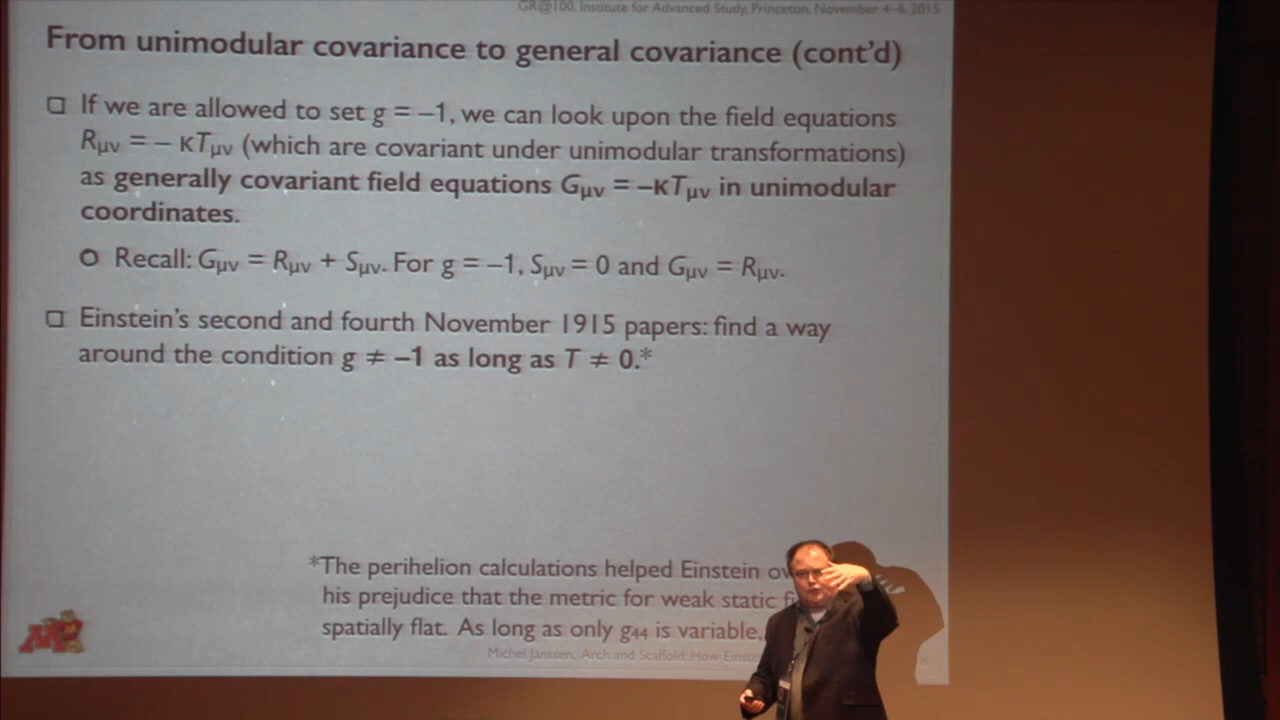 GR@100, Institute for Advanced Study, Princeton, November 4-6, 2015
From unimodular covariance to general covariance (cont'd)
If we are allowed to set g = –1, we can look upon the field equations
Rμν = – κTμν (which are covariant under unimodular transformations)
as generally covariant field equations Gμν = –κTμν in unimodular
coordinates.
Recall: Gμν = Rμν + Sμν. For g = –1, Sμν = 0 and Gμν = Rμν.
Einstein's second and fourth November 1915 papers: find a way
around the condition g ≠ –1 as long as T ≠ 0.*
*The perihelion calculations helped Einstein
his prejudice that the metric for weak static
spatially flat. As long as only g44 is variable,
Michel Janssen, Arch and Scaffold: How
M